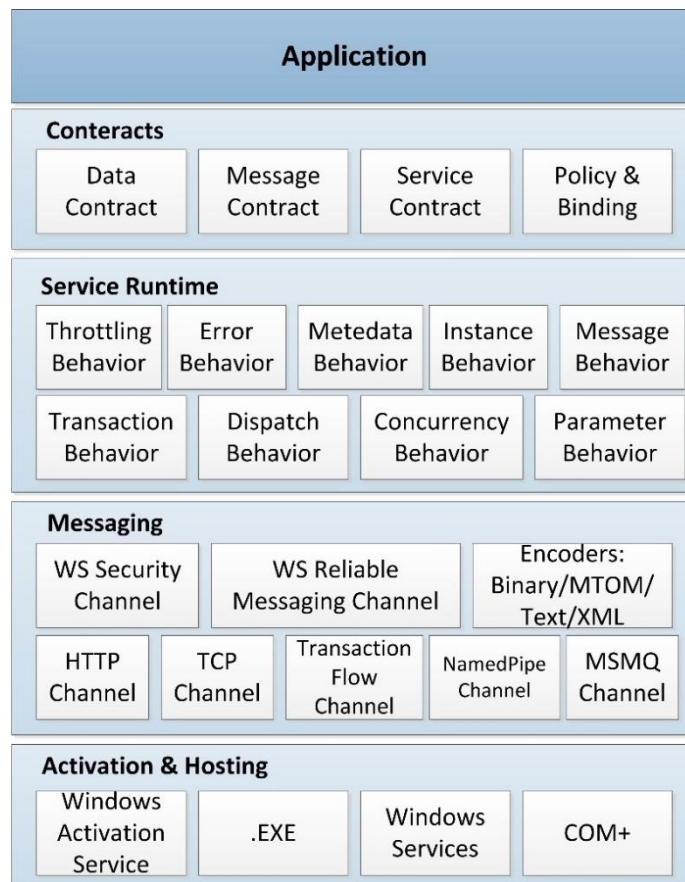 Application
Conteracts
Data
Contract
Message
Contract
Service
Contract
Policy &
Binding
Service Runtime
Throttling
Behavior
Error
Behavior
Metedata
Behavior
Instance
Behavior
Message
Behavior
Transaction
Behavior
Dispatch
Behavior
Concurrency
Behavior
Parameter
Behavior
Messaging
WS Security
Channel
WS Reliable
Messaging Channel
Encoders:
Binary/MTOM/
Text/XML
HTTP
Channel
TCP
Channel
Transaction
Flow
Channel
NamedPipe
Channel
MSMQ
Channel
Activation & Hosting
Windows
Activation
Service
.EXE
Windows
Services
COM+